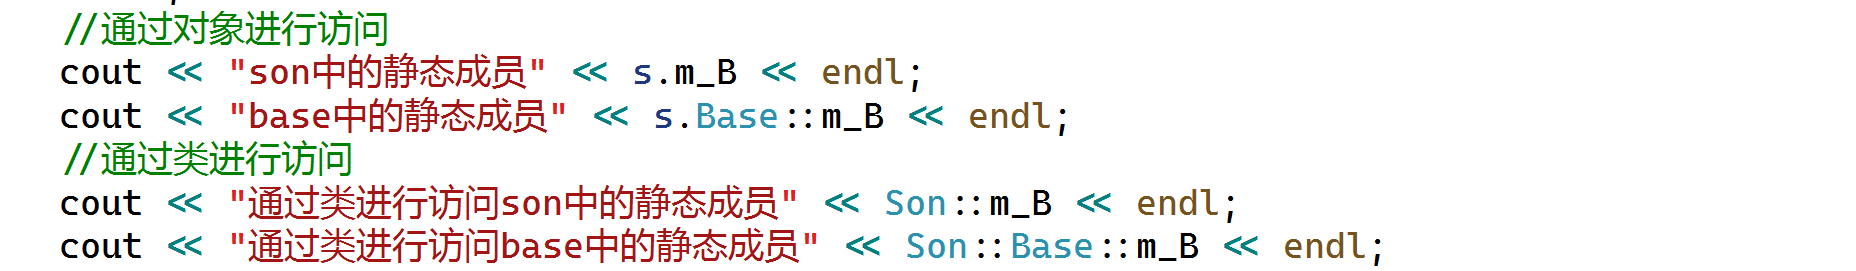 //通过对象进行访问
cout << "son中的静态成员" << s.m_B << endl;
cout << "base中的静态成员" << s.Base::m_B << endl;
//通过类进行访问
cout << "通过类进行访问son中的静态成员" << Son::m_B << endl;
cout << "通过类进行访问base中的静态成员" << Son::Base::m_B << endl;